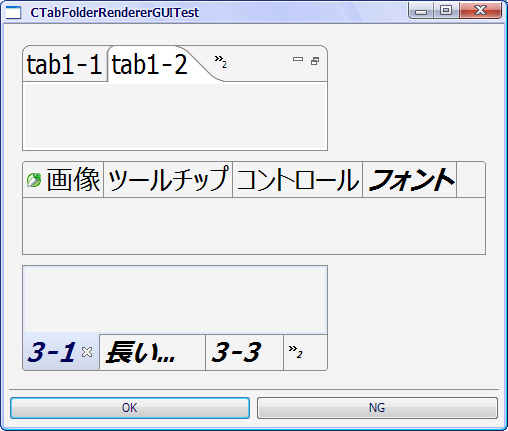 CTabFolderRendererGUITest
tab1-1 tab1-2 »2
画像 ツールチップ コントロール フォント
3-1 長い... 3-3 »2
OK NG